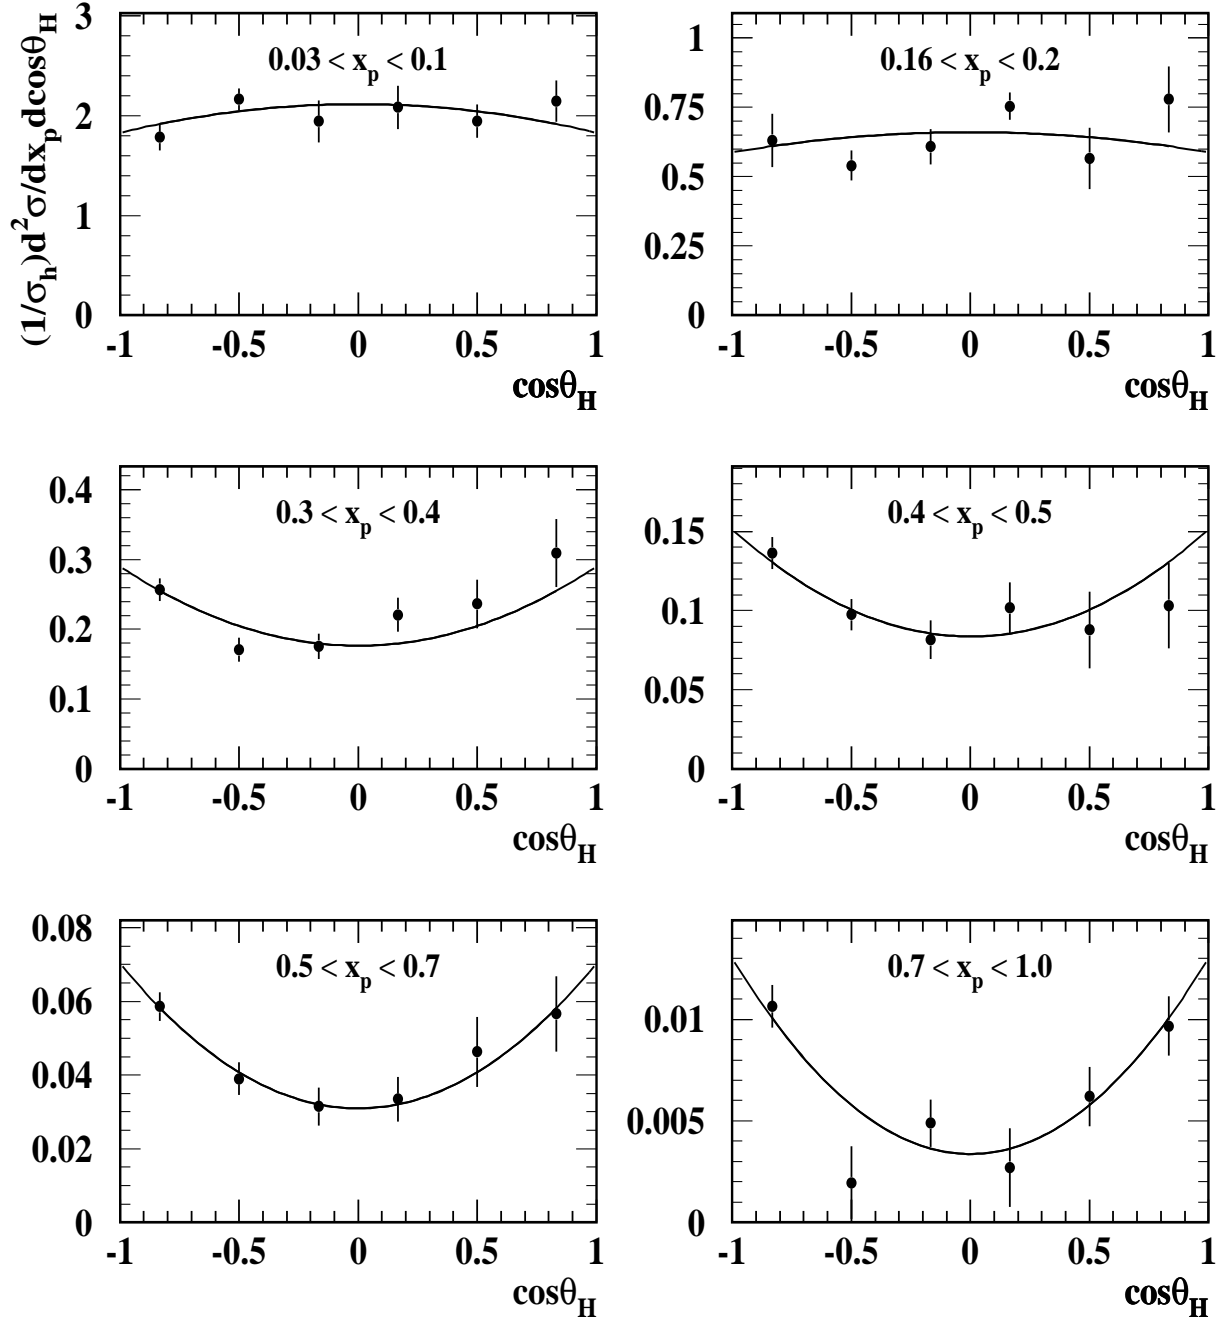 (1/σ_h)d²σ/dx_p dcosθ_H
3
2
1
0
0.03 < x_p < 0.1
-1 -0.5 0 0.5 1
cosθ_H
1
0.75
0.5
0.25
0
0.16 < x_p < 0.2
-1 -0.5 0 0.5 1
cosθ_H
0.4
0.3
0.2
0.1
0
0.3 < x_p < 0.4
-1 -0.5 0 0.5 1
cosθ_H
0.15
0.1
0.05
0
0.4 < x_p < 0.5
-1 -0.5 0 0.5 1
cosθ_H
0.08
0.06
0.04
0.02
0
0.5 < x_p < 0.7
-1 -0.5 0 0.5 1
cosθ_H
0.01
0.005
0
0.7 < x_p < 1.0
-1 -0.5 0 0.5 1
cosθ_H